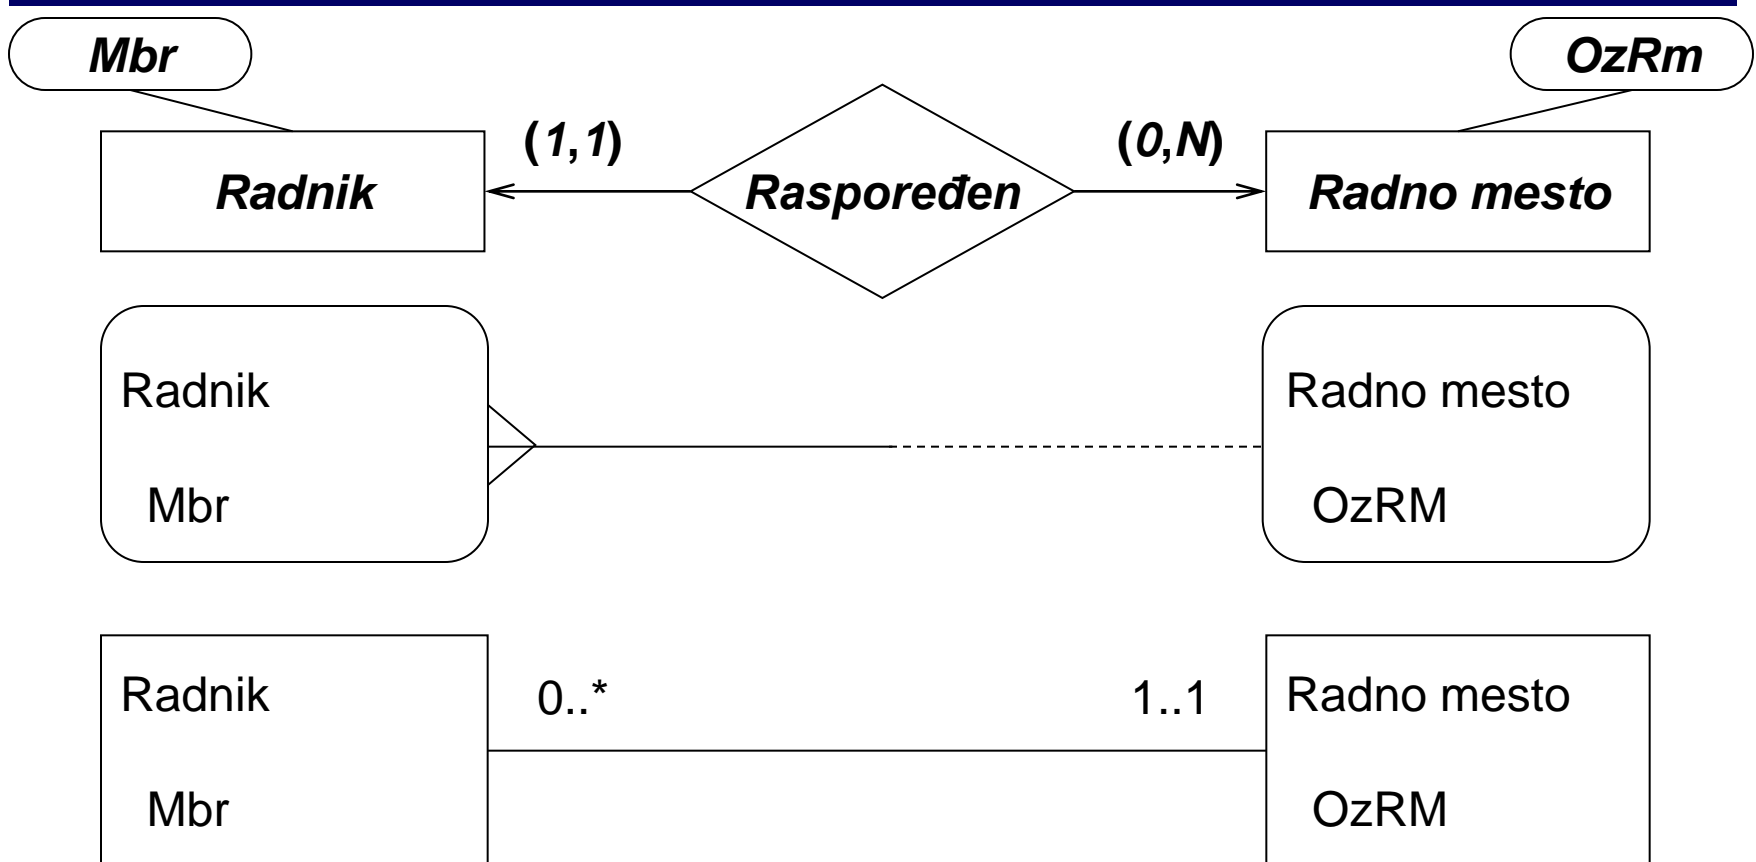 Mbr
OzRm
(1,1)
(0,N)
Radnik
Raspoređen
Radno mesto
Radnik
Radno mesto
Mbr
OzRM
Radnik
0..*
1..1
Radno mesto
Mbr
OzRM